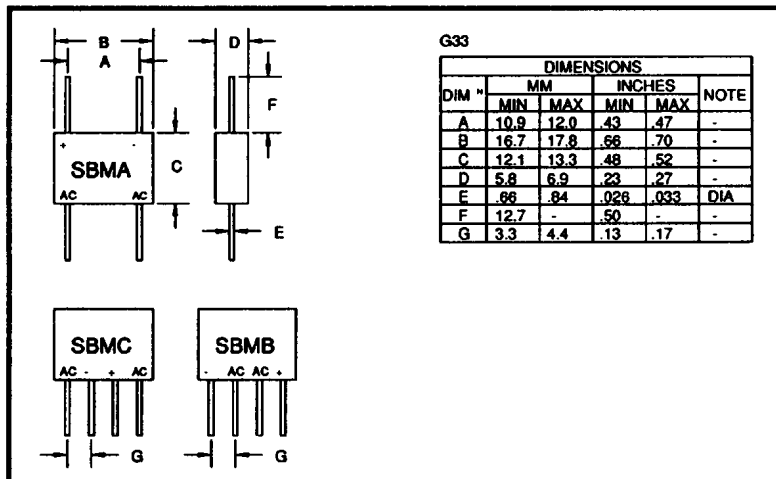 B
A
D
F
+ -
SBMA
C
AC AC
E
SBMC
AC - + AC
G
SBMB
- AC AC +
G
G33
DIMENSIONS
DIM " MM INCHES NOTE
MIN MAX MIN MAX
A 10.9 12.0 .43 .47 -
B 16.7 17.8 .66 .70 -
C 12.1 13.3 .48 .52 -
D 5.8 6.9 .23 .27 -
E .66 .84 .026 .033 DIA
F 12.7 - .50 - -
G 3.3 4.4 .13 .17 -